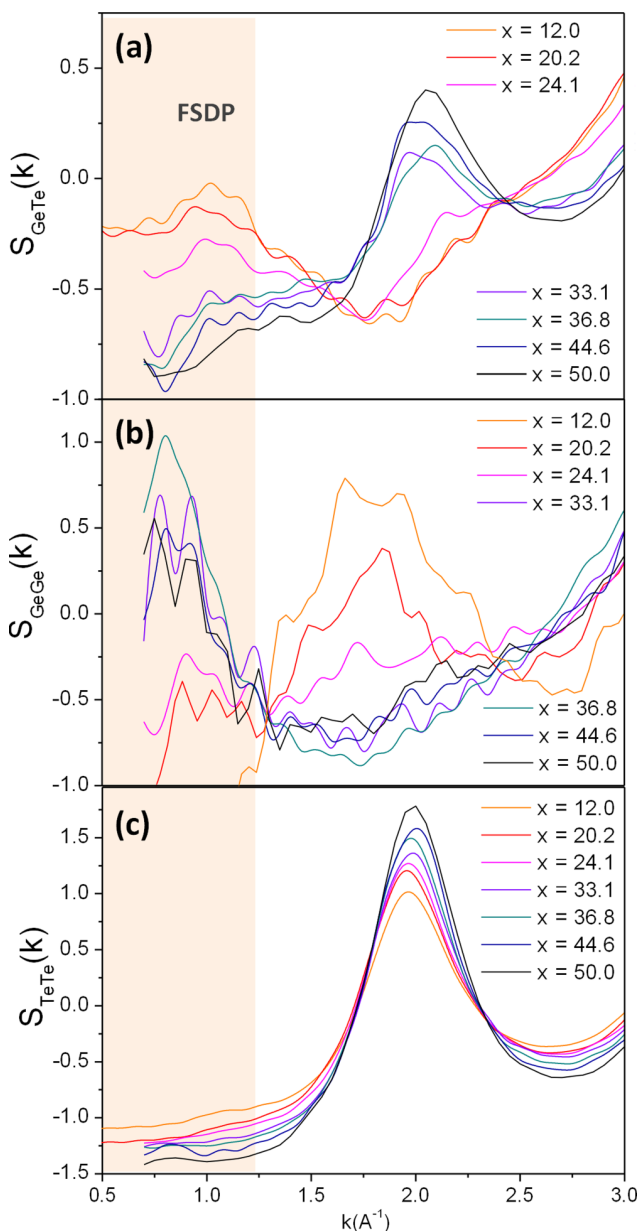 (a)
x = 12.0
x = 20.2
x = 24.1
FSDP
0.5
0.0
-0.5
-1.0
S_GeTe(k)
x = 33.1
x = 36.8
x = 44.6
x = 50.0
(b)
x = 12.0
x = 20.2
x = 24.1
x = 33.1
1.0
0.5
0.0
-0.5
-1.0
S_GeGe(k)
x = 36.8
x = 44.6
x = 50.0
(c)
x = 12.0
x = 20.2
x = 24.1
x = 33.1
x = 36.8
x = 44.6
x = 50.0
1.5
1.0
0.5
0.0
-0.5
-1.0
-1.5
S_TeTe(k)
0.5 1.0 1.5 2.0 2.5 3.0
k(A⁻¹)